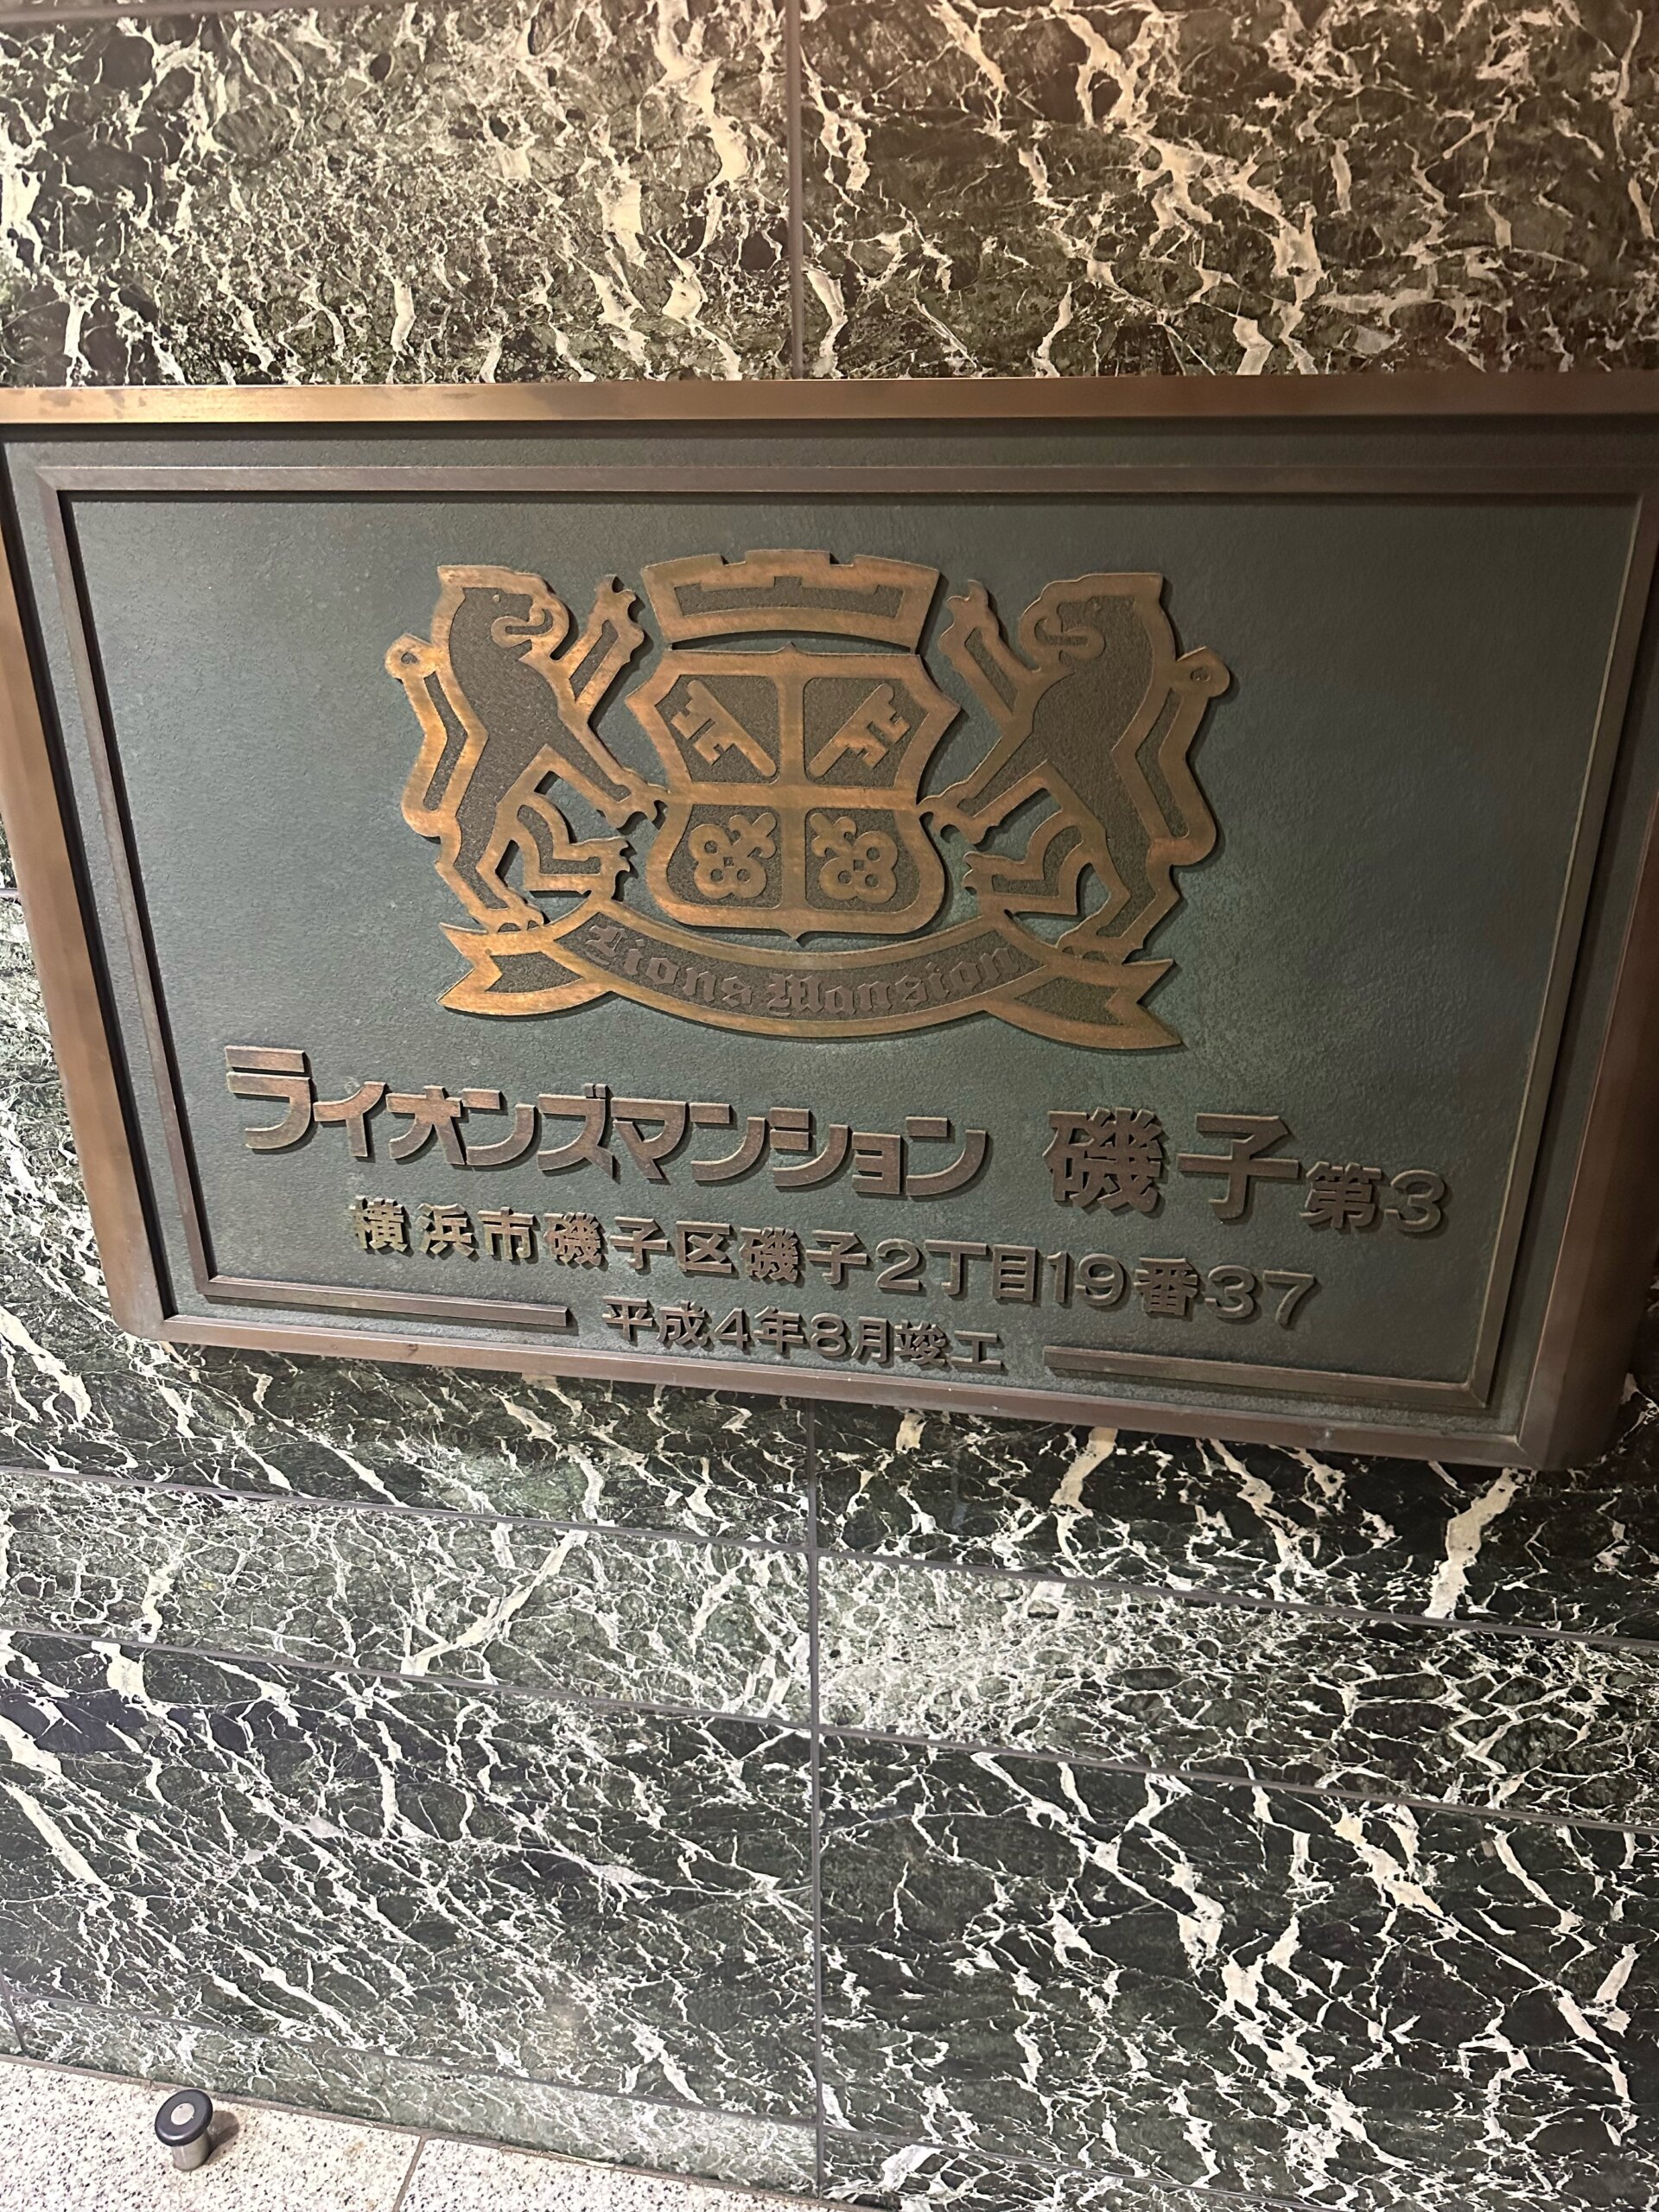 Lions Mansion
ライオンズマンション 磯子第3
横浜市磯子区磯子2丁目19番37
平成4年8月竣工